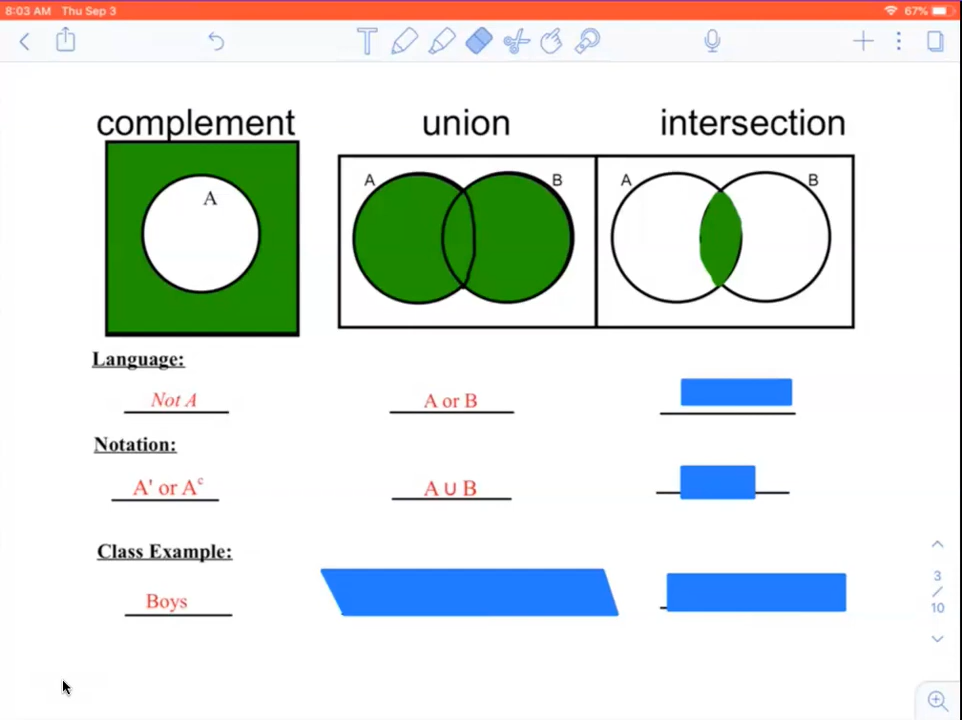 8:03 AM Thu Sep 3
67%
T
complement union intersection
A
A B
A B
Language:
Not A A or B
Notation:
A' or Aᶜ A ∪ B
Class Example:
Boys
3
/
10